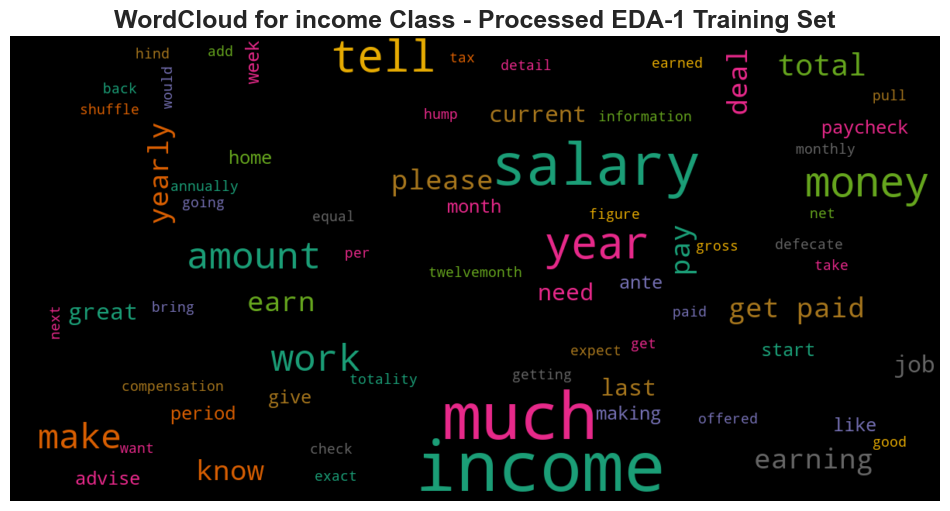 WordCloud for income Class - Processed EDA-1 Training Set
hind
add
week
tell
tax
detail
earned
deal
total
back
would
shuffle
pull
hump
current
information
paycheck
yearly
home
monthly
annually
please
salary
money
going
month
equal
figure
net
amount
per
year
pay
gross
defecate
take
twelvemonth
need
ante
next
great
bring
earn
paid
get paid
work
expect
get
start
job
totality
getting
compensation
give
last
period
much
making
offered
like
make
want
good
check
know
income
earning
advise
exact